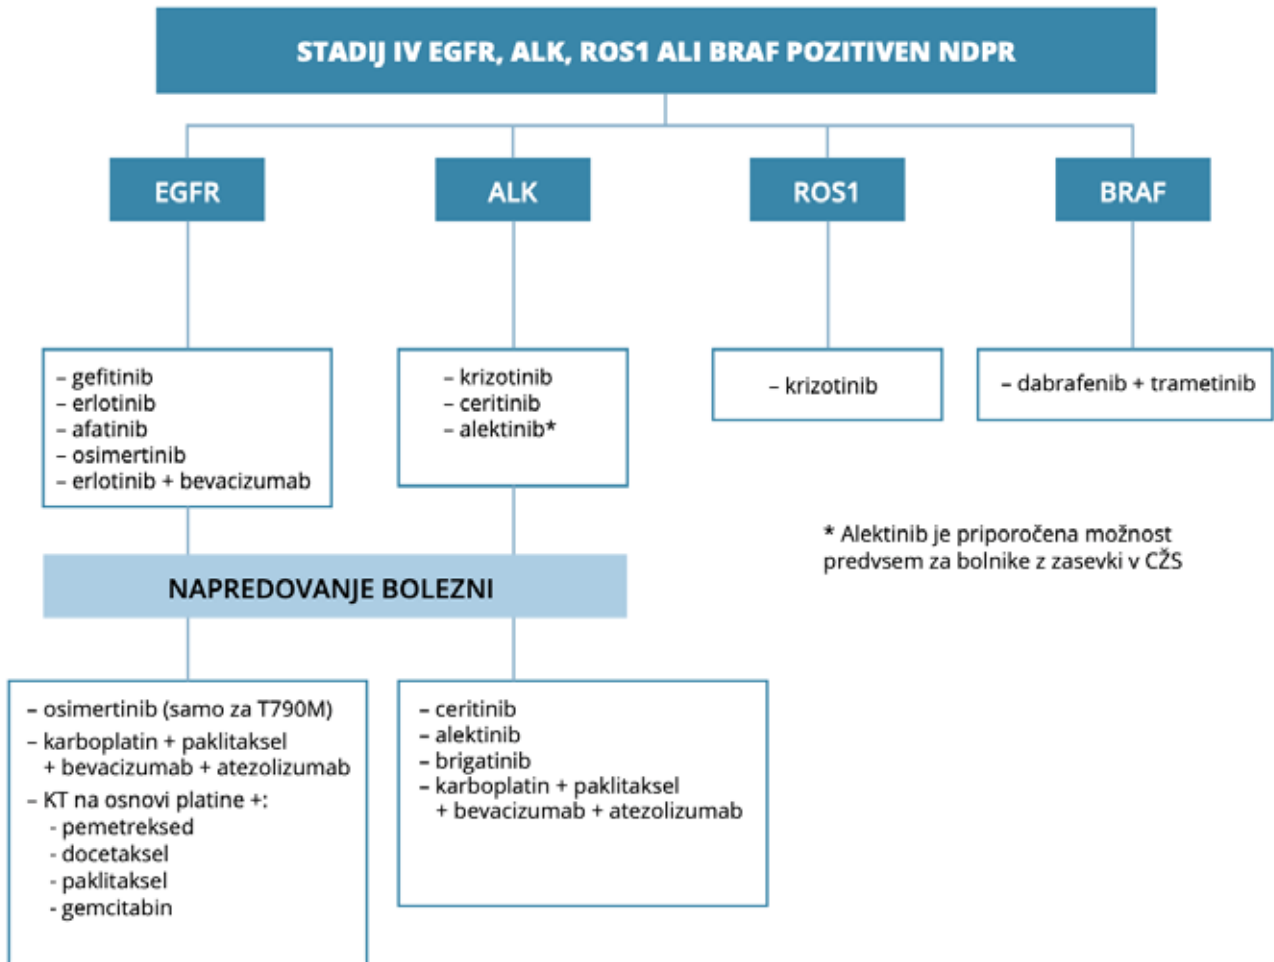 STADIJ IV EGFR, ALK, ROS1 ALI BRAF POZITIVEN NDPR
EGFR
ALK
ROS1
BRAF
– gefitinib
– erlotinib
– afatinib
– osimertinib
– erlotinib + bevacizumab
– krizotinib
– ceritinib
– alektinib*
– krizotinib
– dabrafenib + trametinib
* Alektinib je priporočena možnost
predvsem za bolnike z zasevki v CŽS
NAPREDOVANJE BOLEZNI
– osimertinib (samo za T790M)
– karboplatin + paklitaksel
+ bevacizumab + atezolizumab
– KT na osnovi platine +:
- pemetreksed
- docetaksel
- paklitaksel
- gemcitabin
– ceritinib
– alektinib
– brigatinib
– karboplatin + paklitaksel
+ bevacizumab + atezolizumab